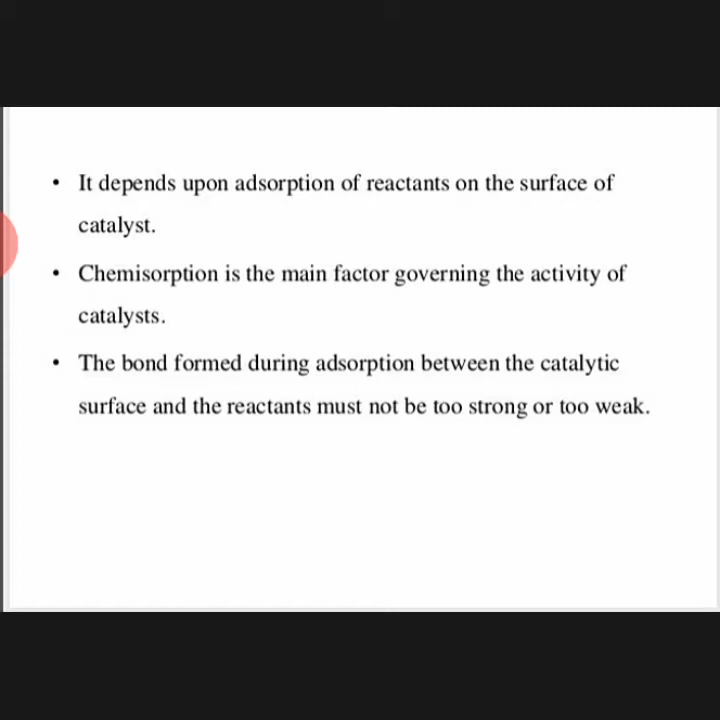 • It depends upon adsorption of reactants on the surface of
catalyst.
• Chemisorption is the main factor governing the activity of
catalysts.
• The bond formed during adsorption between the catalytic
surface and the reactants must not be too strong or too weak.